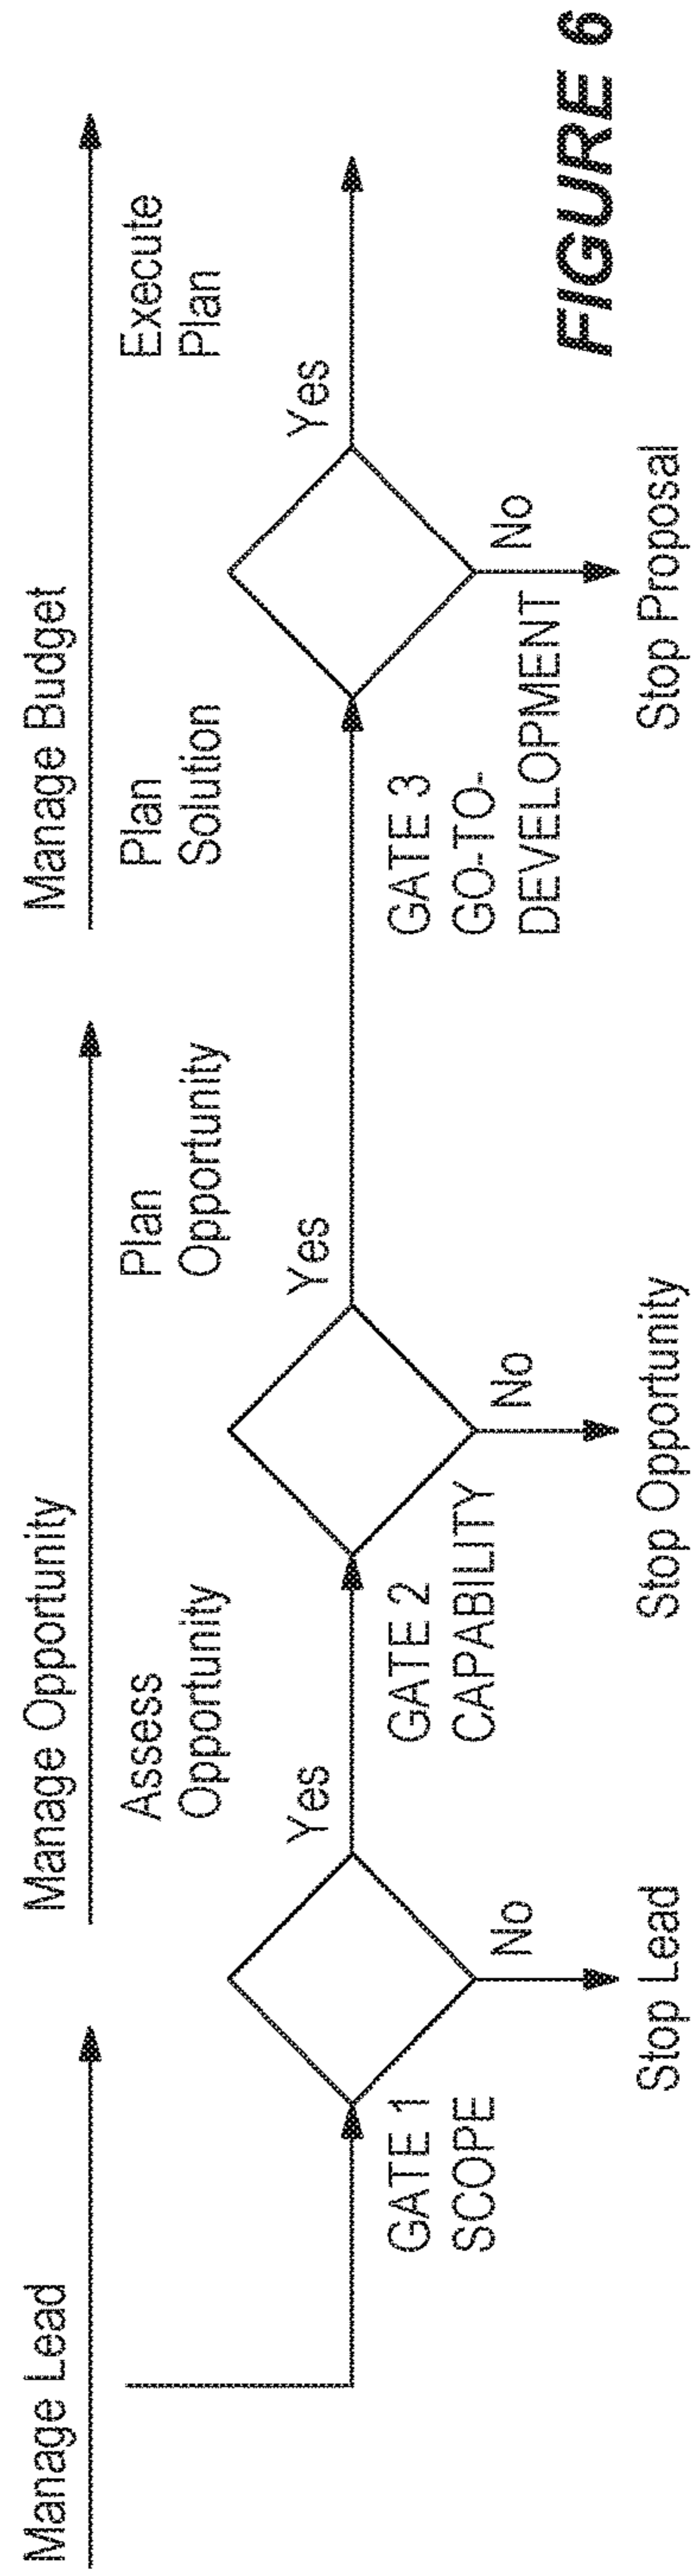 Manage Lead
Manage Opportunity
Manage Budget
Assess
Opportunity
Plan
Opportunity
Plan
Solution
Execute
Plan
Yes
Yes
Yes
GATE 1
SCOPE
No
GATE 2
CAPABILITY
No
GATE 3
GO-TO-
DEVELOPMENT
No
Stop Lead
Stop Opportunity
Stop Proposal
FIGURE 6